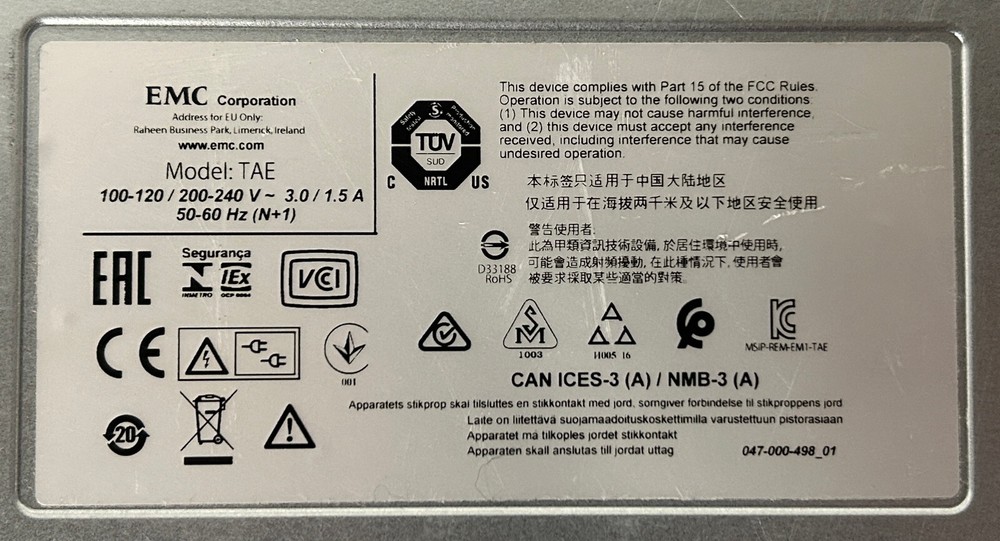 EMC Corporation
Address for EU Only:
Raheen Business Park, Limerick, Ireland
www.emc.com
Model: TAE
100-120 / 200-240 V ~ 3.0 / 1.5 A
50-60 Hz (N+1)
TÜV
SUD
NRTL
C US
This device complies with Part 15 of the FCC Rules.
Operation is subject to the following two conditions:
(1) This device may not cause harmful interference,
and (2) this device must accept any interference
received, including interference that may cause
undesired operation.
本标签只适用于中国大陆地区
仅适用于在海拔两千米及以下地区安全使用
警告使用者:
此為甲類資訊技術設備, 於居住環境中使用時,
可能會造成射頻擾動, 在此種情況下, 使用者會
被要求採取某些適當的對策.
D33188
RoHS
EAC
Segurança
IEx
INMETRO OCP 0004
VCI
CE
001
M
1003
H005 16
KC
MSIP-REM-EM1-TAE
CAN ICES-3 (A) / NMB-3 (A)
Apparatets stikprop skal tilsluttes en stikkontakt med jord, somgiver forbindelse til stikproppens jord
Laite on liitettävä suojamaadoituskoskettimilla varustettuun pistorasiaan
Apparatet må tilkoples jordet stikkontakt
Apparaten skall anslutas till jordat uttag
047-000-498_01
20